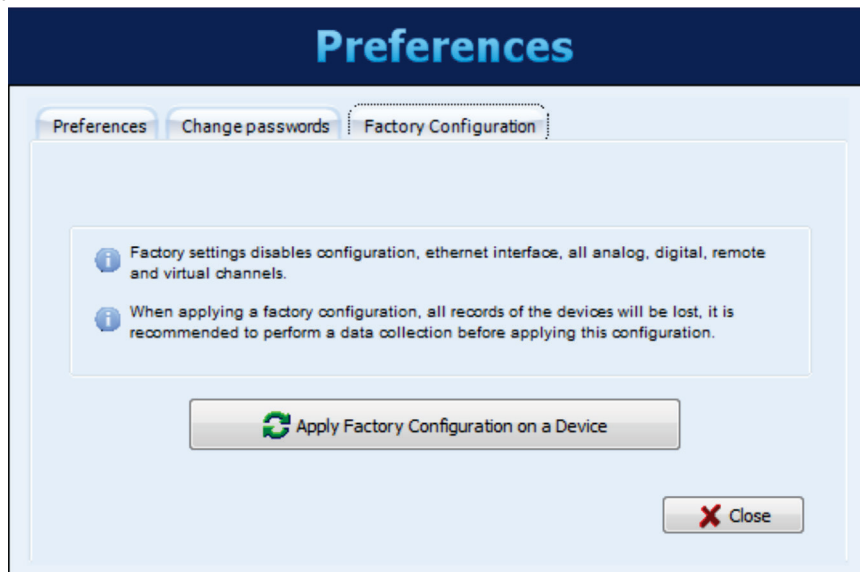 Preferences
Preferences
Change passwords
Factory Configuration
Factory settings disables configuration, ethernet interface, all analog, digital, remote
and virtual channels.
When applying a factory configuration, all records of the devices will be lost, it is
recommended to perform a data collection before applying this configuration.
Apply Factory Configuration on a Device
Close